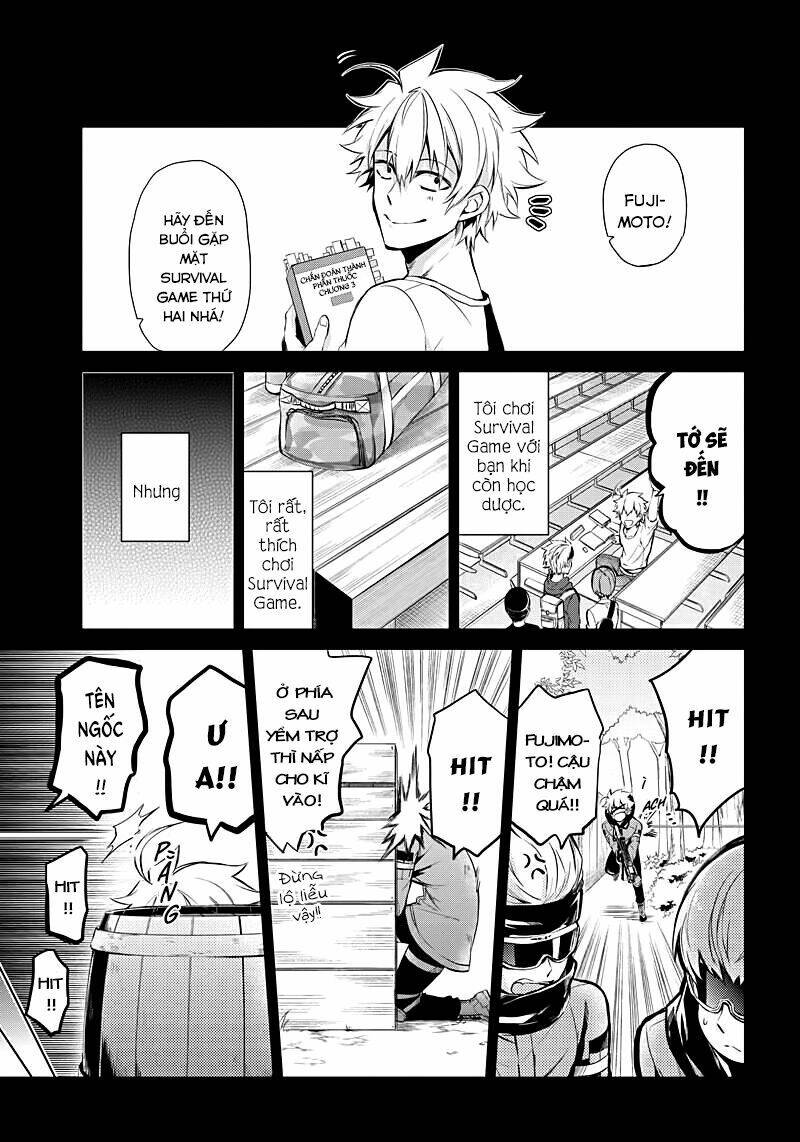 FUJI-
MOTO!
HÃY ĐẾN
BUỔI GẶP
MẶT
SURVIVAL
GAME THỨ
HAI NHÁ!
CHẨN ĐOÁN THÀNH
PHẦN THUỐC
CHƯƠNG 3
TỚ SẼ
ĐẾN
!!
Tôi chơi
Survival
Game với
bạn khi
còn học
dược.
Tôi rất,
rất
thích
chơi
Survival
Game.
Nhưng
HIT
!!
Ì
ẠCH
FUJIMO-
TO! CẬU
CHẬM
QUÁ!!
HIT
!!
Ở PHÍA
SAU
YỂM TRỢ
THÌ NẤP
CHO KĨ
VÀO!
Đừng
lộ liễu
vậy!!
Ư
A!!
TÊN
NGỐC
NÀY
!!
PẰNG
HIT
!!
HIT
!!